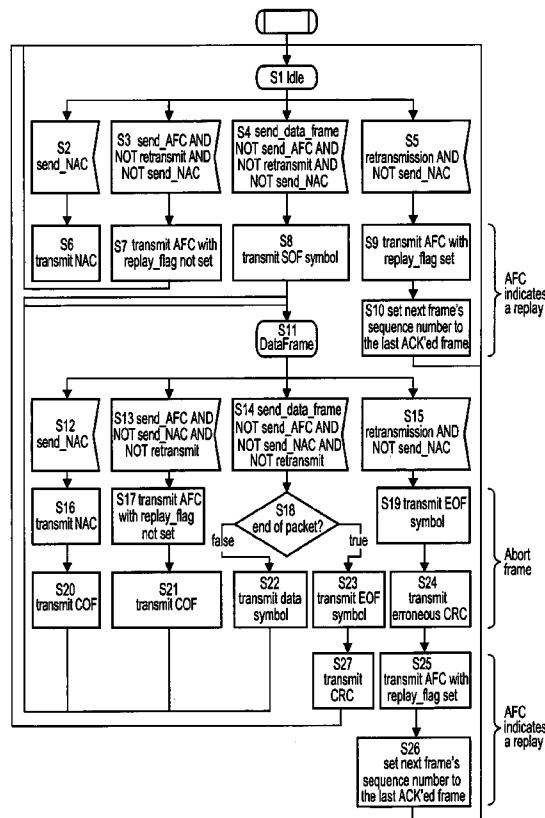 S1 Idle
S2
send_NAC
S3 send_AFC AND
NOT retransmit AND
NOT send_NAC
S4 send_data_frame
NOT send_AFC AND
NOT retransmit AND
NOT send_NAC
S5
retransmission AND
NOT send_NAC
S6
transmit NAC
S7 transmit AFC with
replay_flag not set
S8
transmit SOF symbol
S9 transmit AFC with
replay_flag set
S10 set next frame's
sequence number to
the last ACK'ed frame
AFC
indicates
a replay
S11
DataFrame
S12
send_NAC
S13 send_AFC AND
NOT send_NAC AND
NOT retransmit
S14 send_data_frame
NOT send_AFC AND
NOT send_NAC AND
NOT retransmit
S15
retransmission AND
NOT send_NAC
S16
transmit NAC
S17 transmit AFC
with replay_flag
not set
S18
end of packet?
false
true
S19 transmit EOF
symbol
S20
transmit COF
S21
transmit COF
S22
transmit data
symbol
S23
transmit EOF
symbol
S24
transmit
erroneous CRC
Abort
frame
S27
transmit
CRC
S25
transmit AFC with
replay_flag set
S26
set next frame's
sequence number to
the last ACK'ed frame
AFC
indicates
a replay